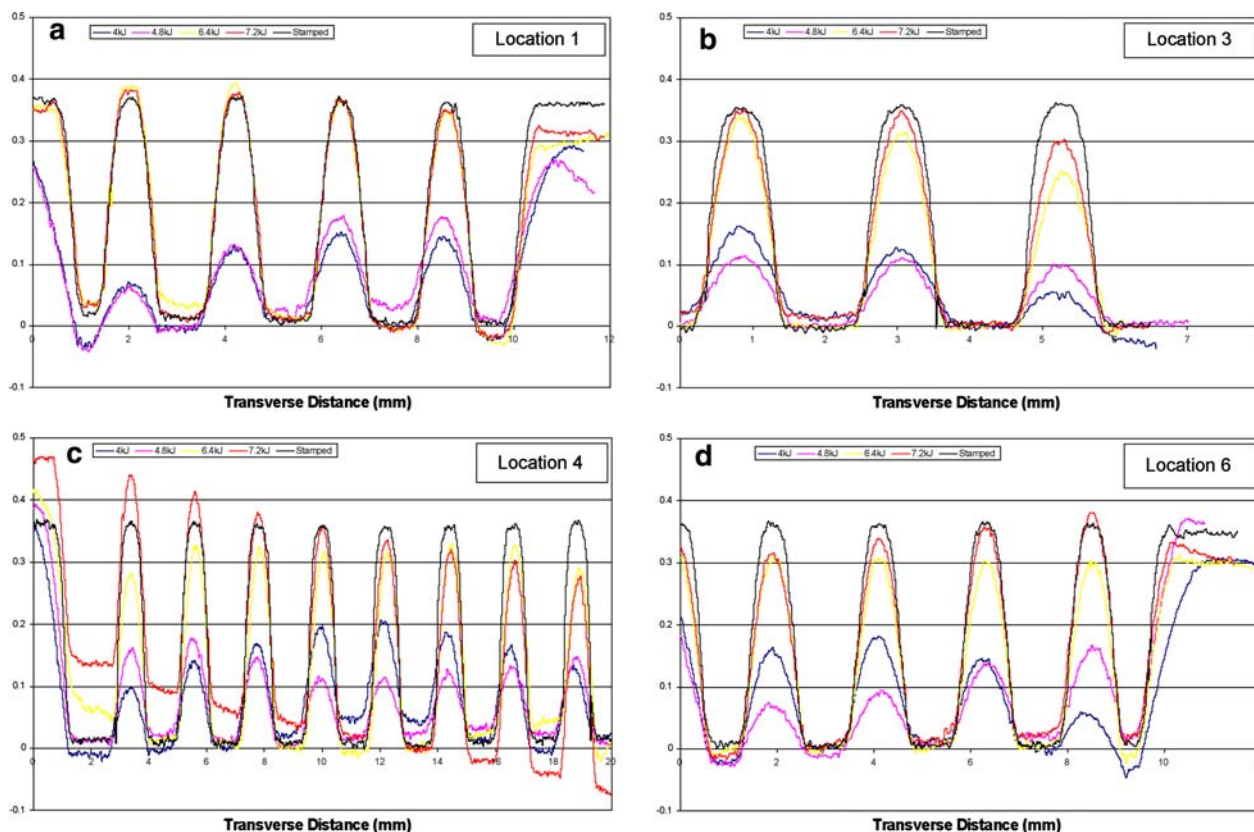 a
4kJ 4.8kJ 6.4kJ 7.2kJ Stamped
Location 1
0.5
0.4
0.3
0.2
0.1
0
-0.1
0 2 4 6 8 10 12
Transverse Distance (mm)
b
4kJ 4.8kJ 6.4kJ 7.2kJ Stamped
Location 3
0.5
0.4
0.3
0.2
0.1
0
-0.1
0 1 2 3 4 5 6 7
Transverse Distance (mm)
c
4kJ 4.8kJ 6.4kJ 7.2kJ Stamped
Location 4
0.5
0.4
0.3
0.2
0.1
0
-0.1
0 2 4 6 8 10 12 14 16 18 20
Transverse Distance (mm)
d
4kJ 4.8kJ 6.4kJ 7.2kJ Stamped
Location 6
0.5
0.4
0.3
0.2
0.1
0
-0.1
0 2 4 6 8 10
Transverse Distance (mm)